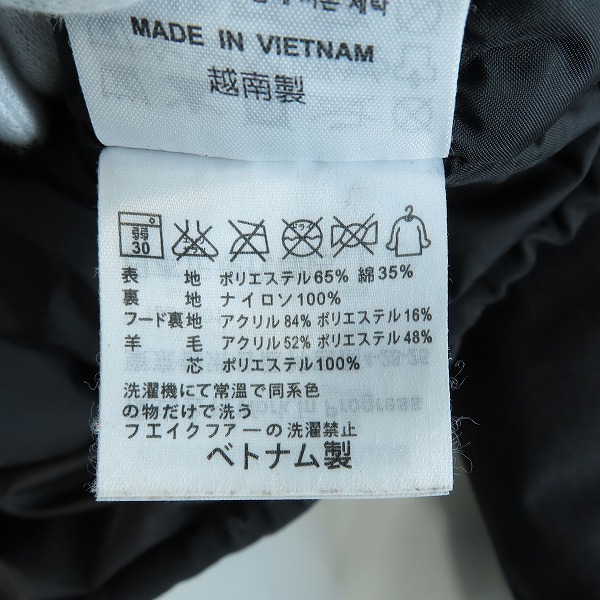 MADE IN VIETNAM
越南製
弱
30
表 地 ポリエステル65% 綿35%
裏 地 ナイロソ100%
フード裏地 アクリル84% ポリエステル16%
羊 毛 アクリル52% ポリエステル48%
芯 ポリエステル100%
洗濯機にて常温で同系色
の物だけで洗う
フエイクファーの洗濯禁止
ベトナム製